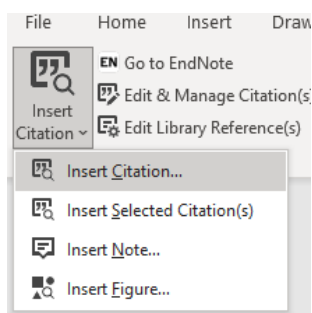 File Home Insert Draw
EN Go to EndNote
Edit & Manage Citation(s
Insert
Citation
Edit Library Reference(s)
Insert Citation...
Insert Selected Citation(s)
Insert Note...
Insert Figure...